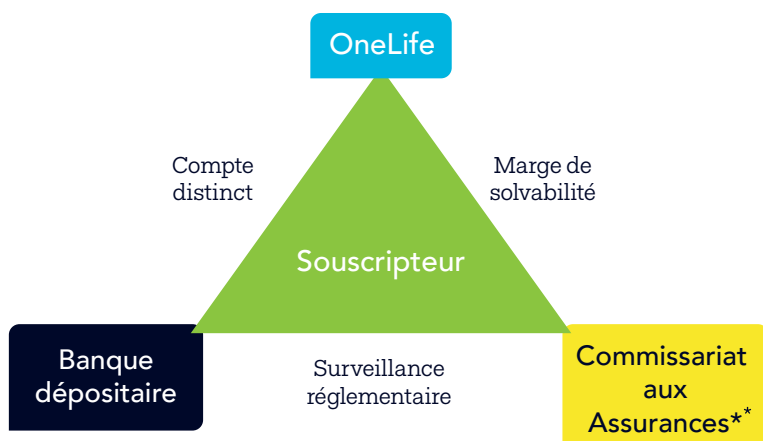 OneLife
Compte
distinct
Marge de
solvabilité
Souscripteur
Banque
dépositaire
Surveillance
réglementaire
Commissariat
aux
Assurances**